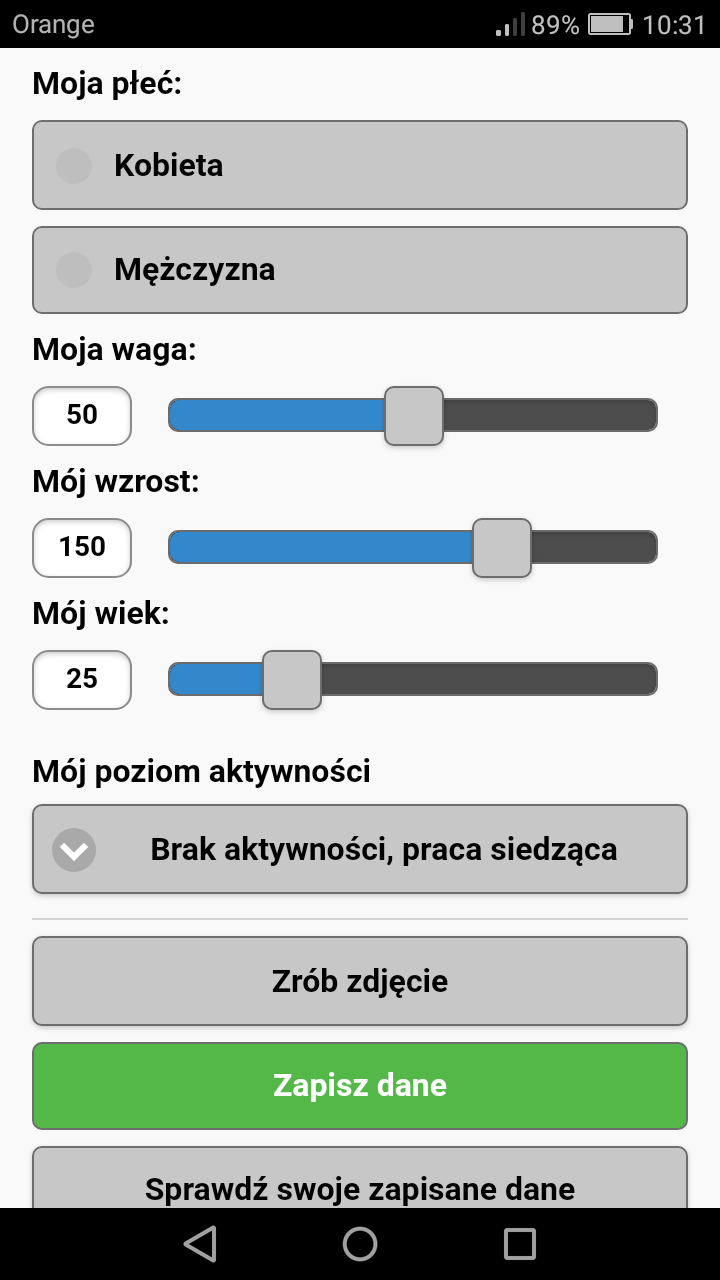 Orange 89% 10:31
Moja płeć:
Kobieta
Mężczyzna
Moja waga:
50
Mój wzrost:
150
Mój wiek:
25
Mój poziom aktywności
Brak aktywności, praca siedząca
Zrób zdjęcie
Zapisz dane
Sprawdź swoje zapisane dane